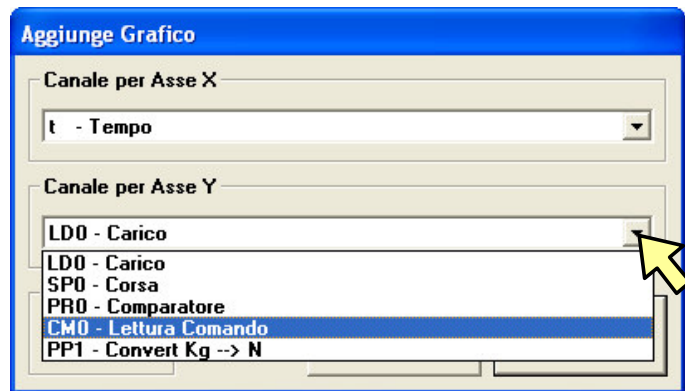 Aggiunge Grafico
Canale per Asse X
t - Tempo
Canale per Asse Y
LD0 - Carico
LD0 - Carico
SP0 - Corsa
PR0 - Comparatore
CM0 - Lettura Comando
PP1 - Convert Kg --> N